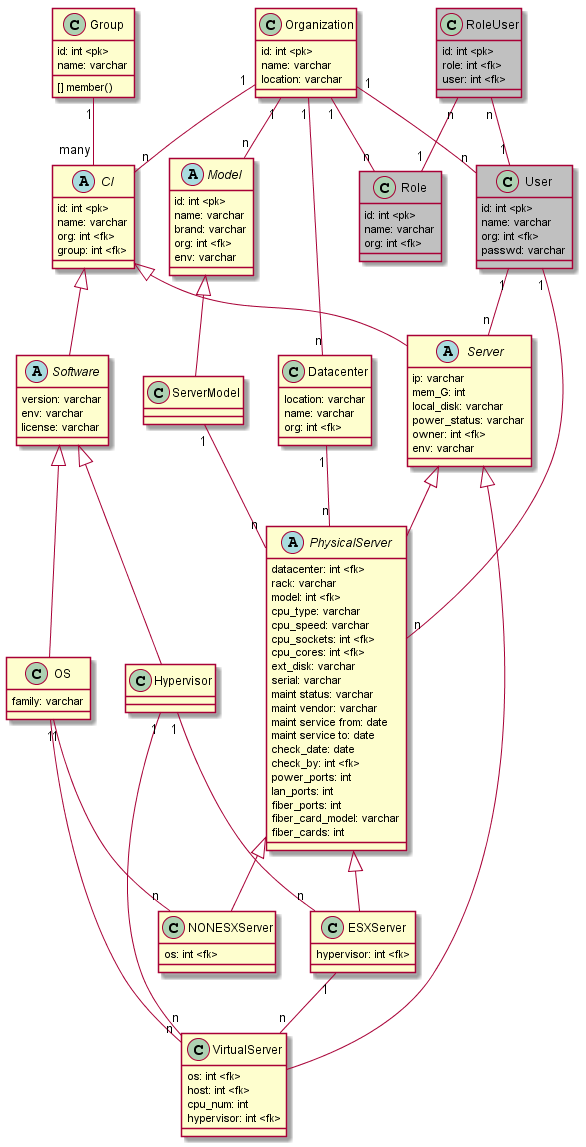 C Group
id: int <pk>
name: varchar
[] member()
C Organization
id: int <pk>
name: varchar
location: varchar
C RoleUser
id: int <pk>
role: int <fk>
user: int <fk>
1
many
1
n
1
n
1
n
1
n
1
n
n
1
n
1
A CI
id: int <pk>
name: varchar
org: int <fk>
group: int <fk>
A Model
id: int <pk>
name: varchar
brand: varchar
org: int <fk>
env: varchar
C Role
id: int <pk>
name: varchar
org: int <fk>
C User
id: int <pk>
name: varchar
org: int <fk>
passwd: varchar
1
n
1
n
A Software
version: varchar
env: varchar
license: varchar
C ServerModel
C Datacenter
location: varchar
name: varchar
org: int <fk>
A Server
ip: varchar
mem_G: int
local_disk: varchar
power_status: varchar
owner: int <fk>
env: varchar
1
n
1
n
A PhysicalServer
datacenter: int <fk>
rack: varchar
model: int <fk>
cpu_type: varchar
cpu_speed: varchar
cpu_sockets: int <fk>
cpu_cores: int <fk>
ext_disk: varchar
serial: varchar
maint status: varchar
maint vendor: varchar
maint service from: date
maint service to: date
check_date: date
check_by: int <fk>
power_ports: int
lan_ports: int
fiber_ports: int
fiber_card_model: varchar
fiber_cards: int
C OS
family: varchar
C Hypervisor
1
1
1
1
n
n
C NONESXServer
os: int <fk>
C ESXServer
hypervisor: int <fk>
1
n
n
n
C VirtualServer
os: int <fk>
host: int <fk>
cpu_num: int
hypervisor: int <fk>